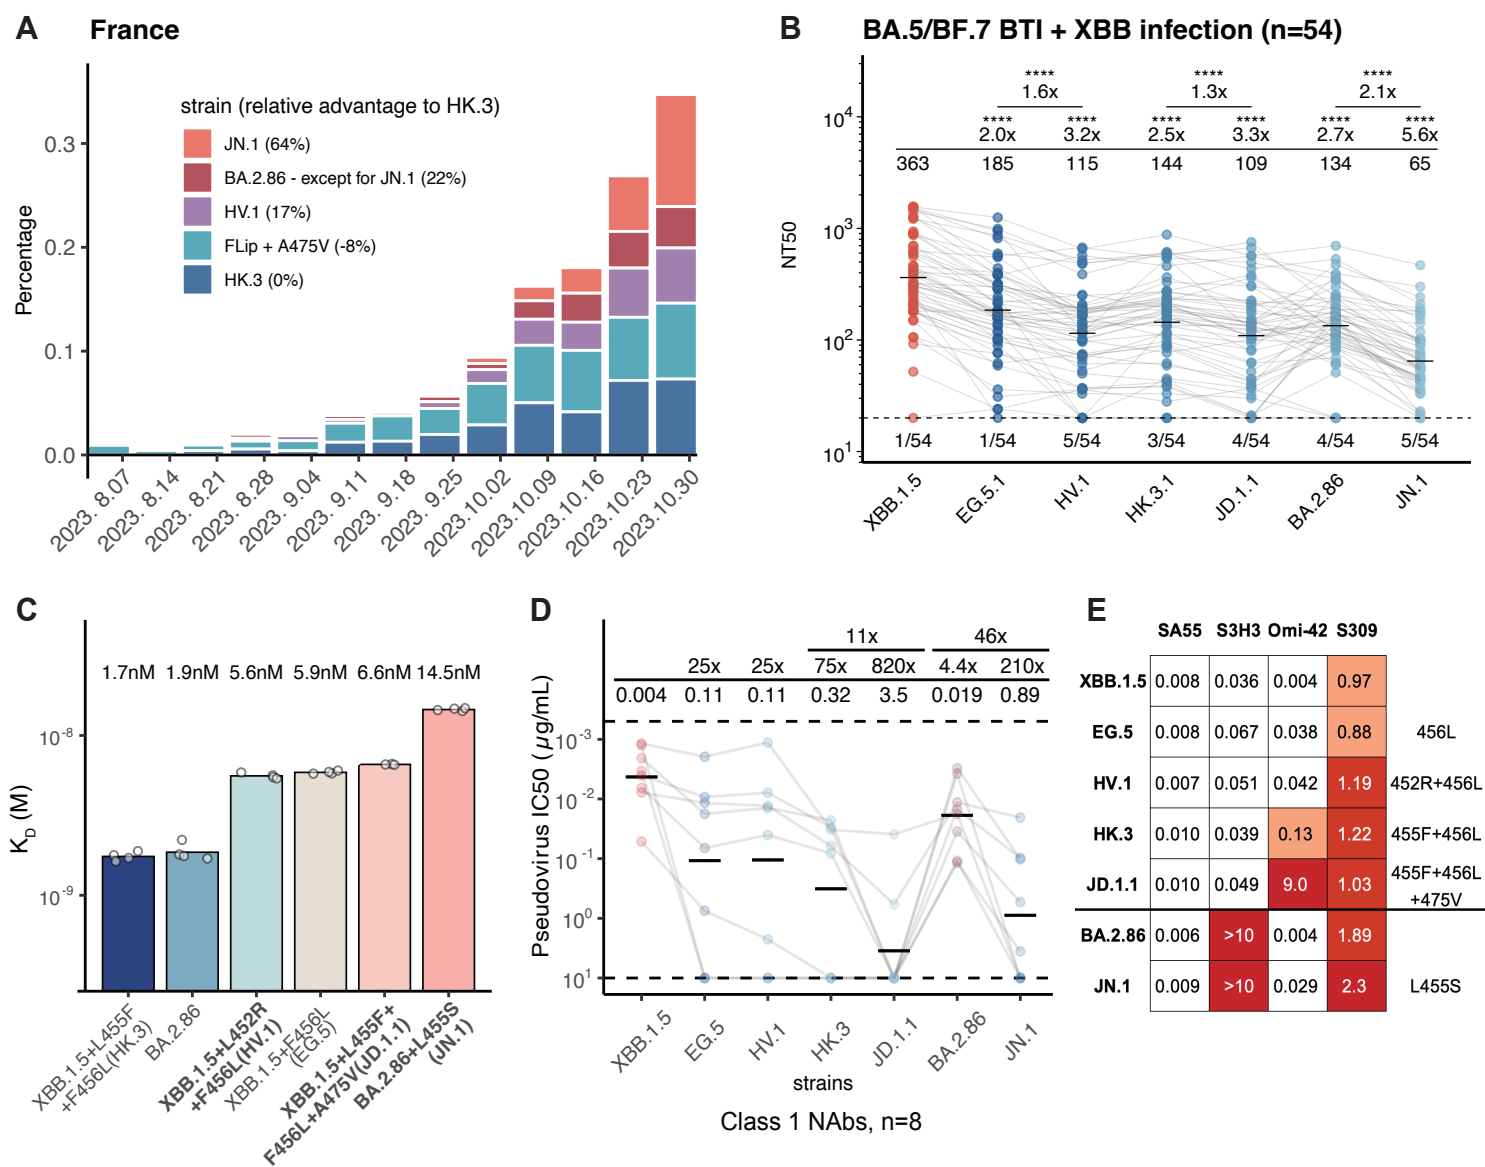 A France
strain (relative advantage to HK.3)
JN.1 (64%)
BA.2.86 - except for JN.1 (22%)
HV.1 (17%)
FLip + A475V (-8%)
HK.3 (0%)
Percentage
0.3
0.2
0.1
0.0
2023. 8.07
2023. 8.14
2023. 8.21
2023. 8.28
2023. 9.04
2023. 9.11
2023. 9.18
2023. 9.25
2023.10.02
2023.10.09
2023.10.16
2023.10.23
2023.10.30
B BA.5/BF.7 BTI + XBB infection (n=54)
**** **** ****
1.6x 1.3x 2.1x
**** **** **** **** **** ****
2.0x 3.2x 2.5x 3.3x 2.7x 5.6x
363 185 115 144 109 134 65
NT50
10⁴
10³
10²
10¹
1/54 1/54 5/54 3/54 4/54 4/54 5/54
XBB.1.5
EG.5.1
HV.1
HK.3.1
JD.1.1
BA.2.86
JN.1
C
1.7nM 1.9nM 5.6nM 5.9nM 6.6nM 14.5nM
K_D (M)
10⁻⁸
10⁻⁹
XBB.1.5+L455F
+F456L(HK.3)
BA.2.86
XBB.1.5+L452R
+F456L(HV.1)
XBB.1.5+F456L
(EG.5)
XBB.1.5+L455F+
F456L+A475V(JD.1.1)
BA.2.86+L455S
(JN.1)
D
11x 46x
25x 25x 75x 820x 4.4x 210x
0.004 0.11 0.11 0.32 3.5 0.019 0.89
Pseudovirus IC50 (µg/mL)
10⁻³
10⁻²
10⁻¹
10⁰
10¹
XBB.1.5
EG.5
HV.1
HK.3
JD.1.1
BA.2.86
JN.1
strains
Class 1 NAbs, n=8
E
SA55 S3H3 Omi-42 S309
XBB.1.5 0.008 0.036 0.004 0.97
EG.5 0.008 0.067 0.038 0.88 456L
HV.1 0.007 0.051 0.042 1.19 452R+456L
HK.3 0.010 0.039 0.13 1.22 455F+456L
JD.1.1 0.010 0.049 9.0 1.03 455F+456L
+475V
BA.2.86 0.006 >10 0.004 1.89
JN.1 0.009 >10 0.029 2.3 L455S